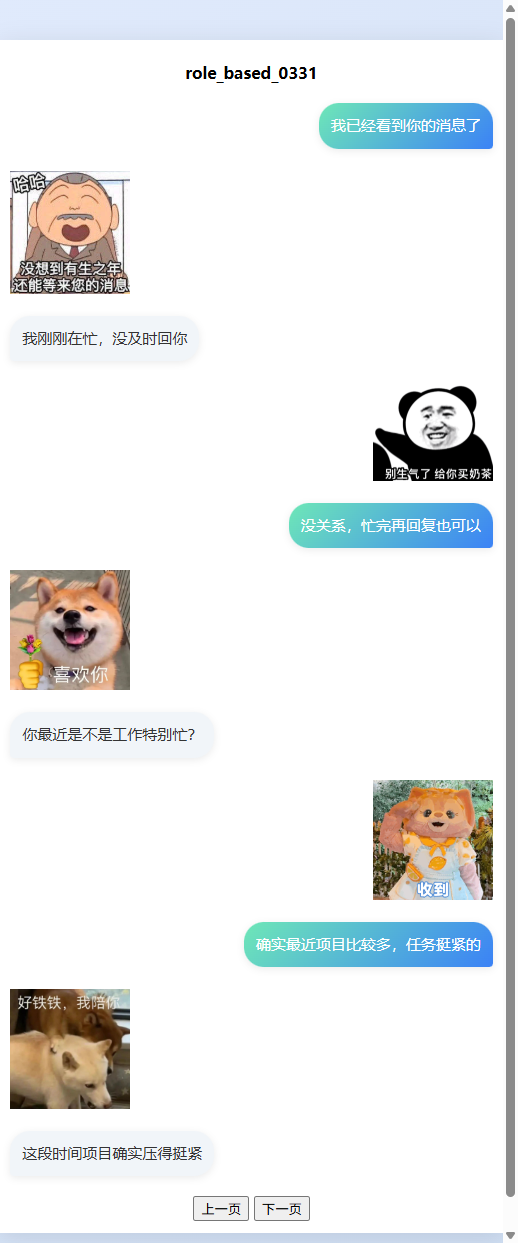 role_based_0331
我已经看到你的消息了
哈哈
没想到有生之年
还能等来您的消息
我刚刚在忙，没及时回你
别生气了 给你买奶茶
没关系，忙完再回复也可以
喜欢你
你最近是不是工作特别忙？
收到
确实最近项目比较多，任务挺紧的
好铁铁，我陪你
这段时间项目确实压得挺紧
上一页 下一页